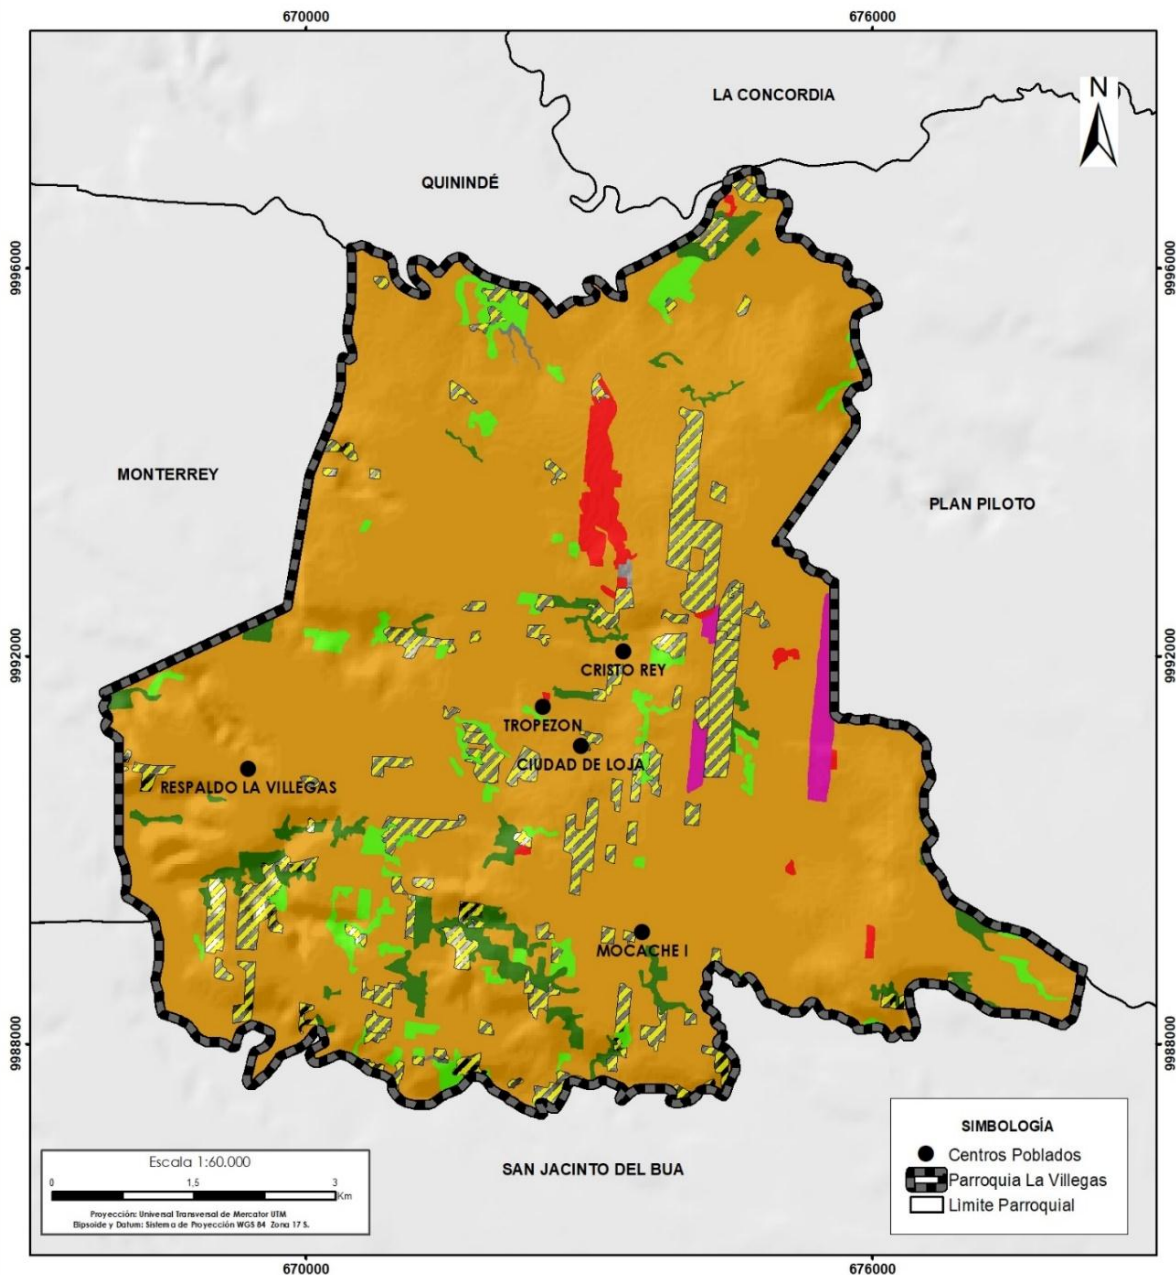 670000
676000
LA CONCORDIA
N
QUININDÉ
9996000
9996000
MONTERREY
PLAN PILOTO
9992000
9992000
CRISTO REY
TROPEZON
CIUDAD DE LOJA
RESPALDO LA VILLEGAS
MOCACHE I
9988000
9988000
SAN JACINTO DEL BUA
SIMBOLOGÍA
Centros Poblados
Parroquia La Villegas
Limite Parroquial
Escala 1:60.000
0 1,5 3
Km
Proyección: Universal Transversal de Mercator UTM
Elipsoide y Datum: Sistema de Proyección WGS 84 Zona 17 S.
670000
676000